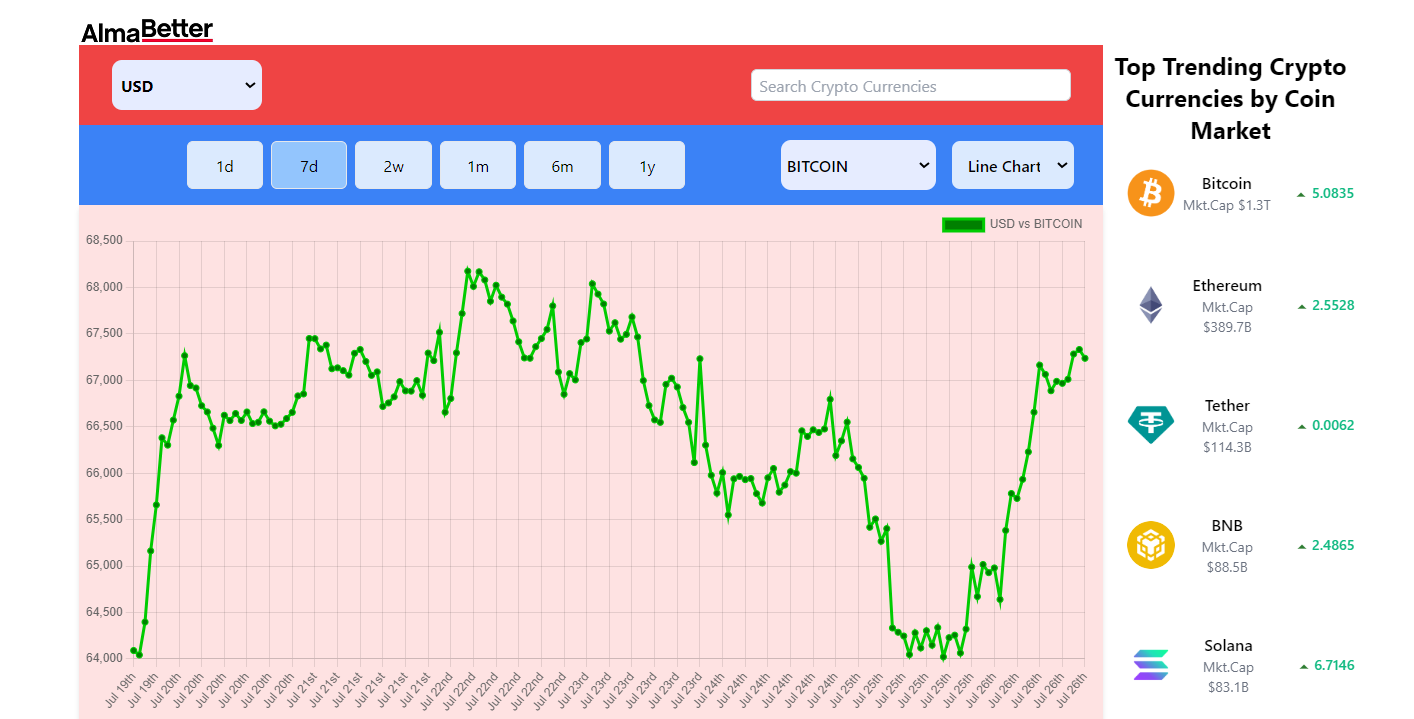 AlmaBetter
USD
Search Crypto Currencies
1d
7d
2w
1m
6m
1y
BITCOIN
Line Chart
USD vs BITCOIN
68,500
68,000
67,500
67,000
66,500
66,000
65,500
65,000
64,500
64,000
Jul 19th
Jul 19th
Jul 20th
Jul 20th
Jul 20th
Jul 20th
Jul 20th
Jul 20th
Jul 21st
Jul 21st
Jul 21st
Jul 21st
Jul 21st
Jul 21st
Jul 22nd
Jul 22nd
Jul 22nd
Jul 22nd
Jul 22nd
Jul 22nd
Jul 23rd
Jul 23rd
Jul 23rd
Jul 23rd
Jul 23rd
Jul 23rd
Jul 24th
Jul 24th
Jul 24th
Jul 24th
Jul 24th
Jul 24th
Jul 25th
Jul 25th
Jul 25th
Jul 25th
Jul 25th
Jul 25th
Jul 26th
Jul 26th
Jul 26th
Jul 26th
Jul 26th
Top Trending Crypto
Currencies by Coin
Market
Bitcoin
Mkt.Cap $1.3T
5.0835
Ethereum
Mkt.Cap
$389.7B
2.5528
Tether
Mkt.Cap
$114.3B
0.0062
BNB
Mkt.Cap
$88.5B
2.4865
Solana
Mkt.Cap
$83.1B
6.7146